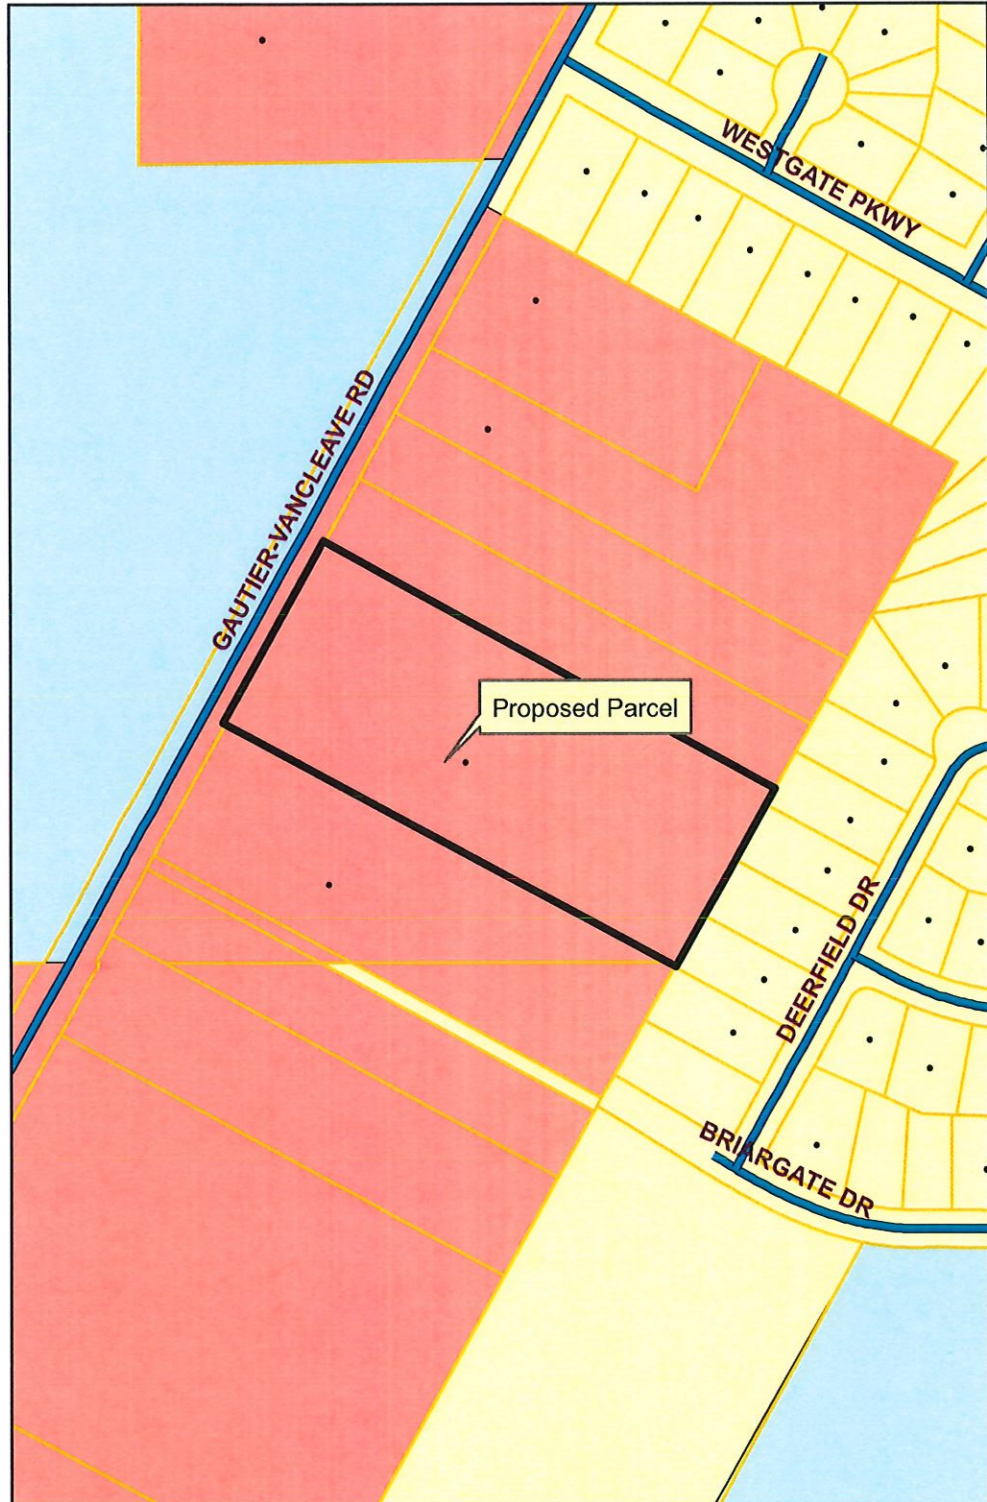 WESTGATE PKWY
GAUTIER-VANCLEAVE RD
Proposed Parcel
DEERFIELD DR
BRIARGATE DR